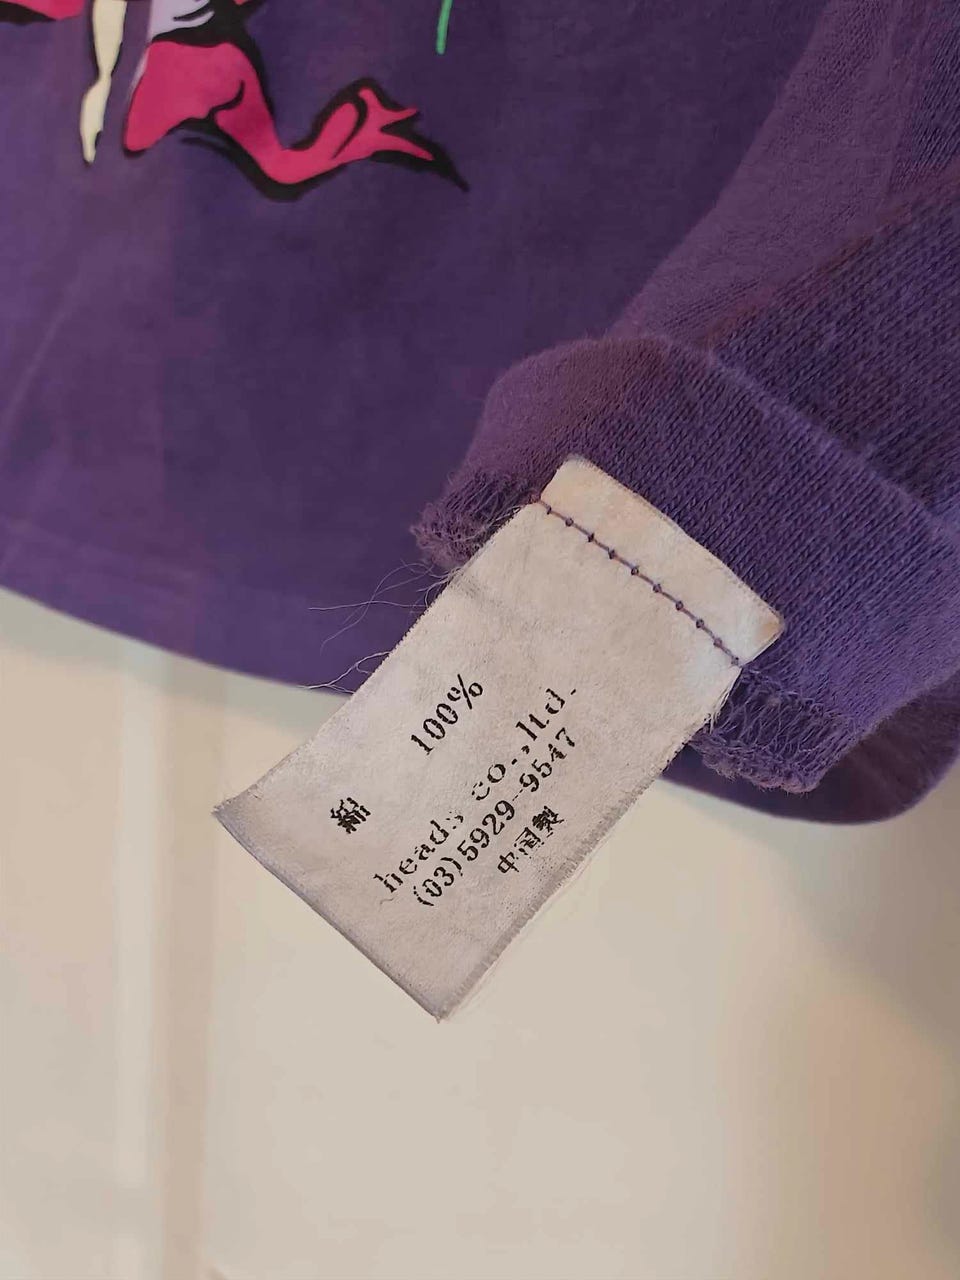 綿 100%
heads co.,ltd.
(03)5929-9547
中国製